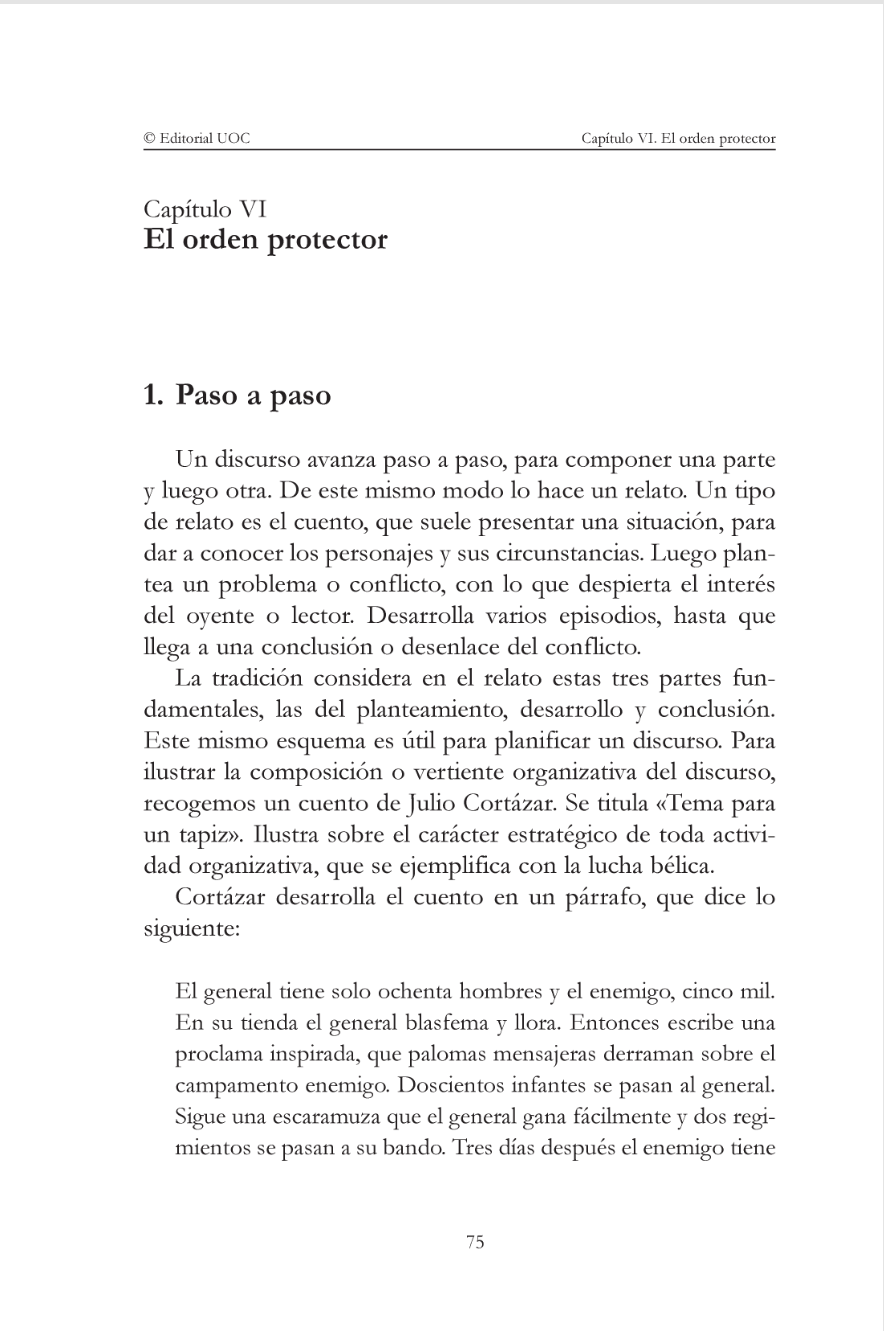 © Editorial UOC
Capítulo VI. El orden protector
Capítulo VI
El orden protector
1. Paso a paso
Un discurso avanza paso a paso, para componer una parte
y luego otra. De este mismo modo lo hace un relato. Un tipo
de relato es el cuento, que suele presentar una situación, para
dar a conocer los personajes y sus circunstancias. Luego plan-
tea un problema o conflicto, con lo que despierta el interés
del oyente o lector. Desarrolla varios episodios, hasta que
llega a una conclusión o desenlace del conflicto.
La tradición considera en el relato estas tres partes fun-
damentales, las del planteamiento, desarrollo y conclusión.
Este mismo esquema es útil para planificar un discurso. Para
ilustrar la composición o vertiente organizativa del discurso,
recogemos un cuento de Julio Cortázar. Se titula «Tema para
un tapiz». Ilustra sobre el carácter estratégico de toda activi-
dad organizativa, que se ejemplifica con la lucha bélica.
Cortázar desarrolla el cuento en un párrafo, que dice lo
siguiente:
El general tiene solo ochenta hombres y el enemigo, cinco mil.
En su tienda el general blasfema y llora. Entonces escribe una
proclama inspirada, que palomas mensajeras derraman sobre el
campamento enemigo. Doscientos infantes se pasan al general.
Sigue una escaramuza que el general gana fácilmente y dos regi-
mientos se pasan a su bando. Tres días después el enemigo tiene
75